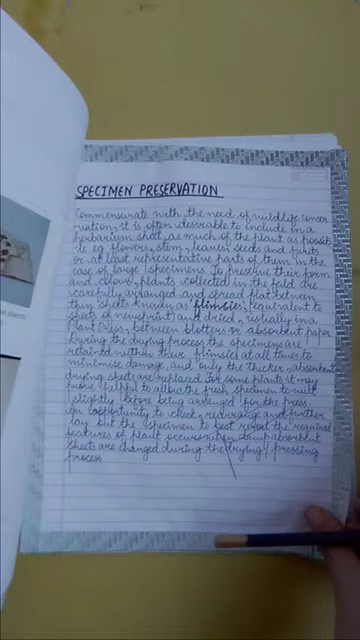 SPECIMEN PRESERVATION
Commensurate with the need of wildlife conser
-vation, it is often desirable to include in a
herbarium sheet, as much of the plant as possib
-le eg. flowers, stem, leaves, seeds and fruits
or at least representative parts of them in the
case of large specimens. To preserve their form
and colour, plants collected in the field are
carefully arranged and spread flat between
thin sheets known as 'flimsies', (equivalent to
sheets of newsprint) and dried, usually in a
Plant Press, between blotters or absorbent paper.
During the drying process the specimens are
retained within their flimsies at all times to
minimise damage, and only the thicker, absorbent
drying sheets are replaced. For some plants it may
prove helpful to allow the fresh specimen to wilt
slightly before being arranged for the press.
An opportunity to check, rearrange and further
lay out the specimen to best reveal the required
features of plant occurs when damp absorbent
sheets are changed during the drying / pressing
process
plants